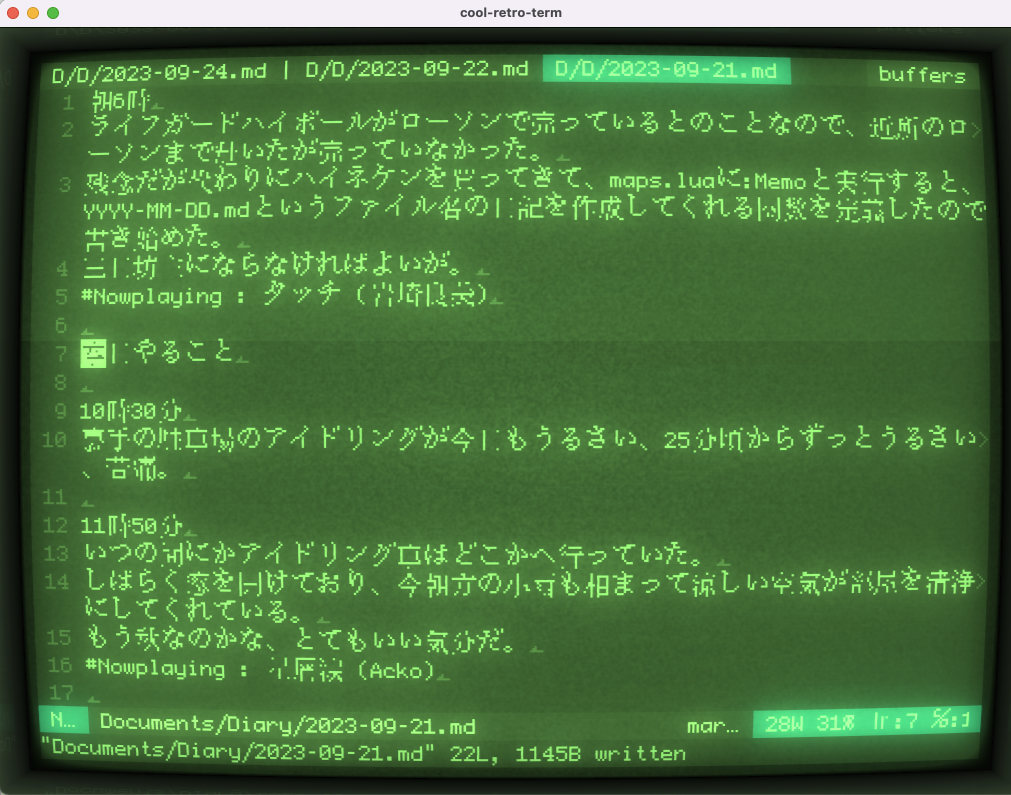 cool-retro-term
D/D/2023-09-24.md | D/D/2023-09-22.md D/D/2023-09-21.md buffers
1 朝6時
2 ライフガードハイボールがローソンで売っているとのことなので、近所のロ
ーソンまで出いたが売っていなかった。
3 残念だが代わりにハイネケンを買ってきて、maps.luaに:Memoと実行すると、
YYYY-MM-DD.mdというファイル名の日記を作成してくれる関数を定義したので
書き始めた。
4 三日坊主にならなければよいが。
5 #Nowplaying : タッチ (岩崎良美)
6
7 本日やること
8
9 10時30分
10 の駐車場のアイドリングが今日もうるさい、25分頃からずっとうるさい
、苦痛。
11
12 11時50分
13 いつの間にかアイドリング車はどこかへ行っていた。
14 しばらく窓を開けており、今朝方の小雨も相まって涼しい空気が部屋を清浄
にしてくれている。
15 もう秋なのかな、とてもいい気分だ。
16 #Nowplaying : (Acko)
17
N… Documents/Diary/2023-09-21.md mar… 28W 31% ln:7 %:1
"Documents/Diary/2023-09-21.md" 22L, 1145B written